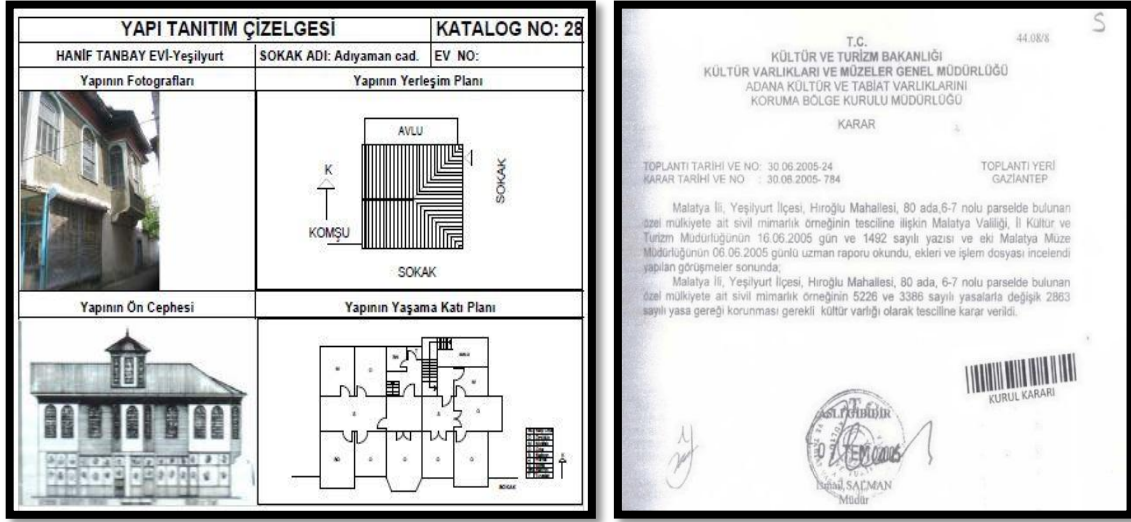 YAPI TANITIM ÇİZELGESİ
KATALOG NO: 28
HANİF TANBAY EVİ-Yeşilyurt
SOKAK ADI: Adıyaman cad.
EV NO:
Yapının Fotografları
Yapının Yerleşim Planı
AVLU
K
SOKAK
KOMŞU
SOKAK
Yapının Ön Cephesi
Yapının Yaşama Katı Planı
SOKAK
S
44.08/8
T.C.
KÜLTÜR VE TURİZM BAKANLIĞI
KÜLTÜR VARLIKLARI VE MÜZELER GENEL MÜDÜRLÜĞÜ
ADANA KÜLTÜR VE TABİAT VARLIKLARINI
KORUMA BÖLGE KURULU MÜDÜRLÜĞÜ
KARAR
TOPLANTI TARİHİ VE NO: 30.06.2005-24
TOPLANTI YERİ
KARAR TARİHİ VE NO : 30.06.2005- 784
GAZİANTEP
Malatya İli, Yeşilyurt İlçesi, Hıroğlu Mahallesi, 80 ada,6-7 nolu parselde bulunan
özel mülkiyete ait sivil mimarlık örneğinin tesciline ilişkin Malatya Valiliği, İl Kültür ve
Turizm Müdürlüğünün 16.06.2005 gün ve 1492 sayılı yazısı ve eki Malatya Müze
Müdürlüğünün 06.06.2005 günlü uzman raporu okundu, ekleri ve işlem dosyası incelendi
yapılan görüşmeler sonunda;
Malatya İli, Yeşilyurt İlçesi, Hıroğlu Mahallesi, 80 ada, 6-7 nolu parselde bulunan
özel mülkiyete ait sivil mimarlık örneğinin 5226 ve 3386 sayılı yasalarla değişik 2863
sayılı yasa gereği korunması gerekli kültür varlığı olarak tesciline karar verildi.
KURUL KARARI
ASLI GİBİDİR
İsmail SALMAN
Müdür